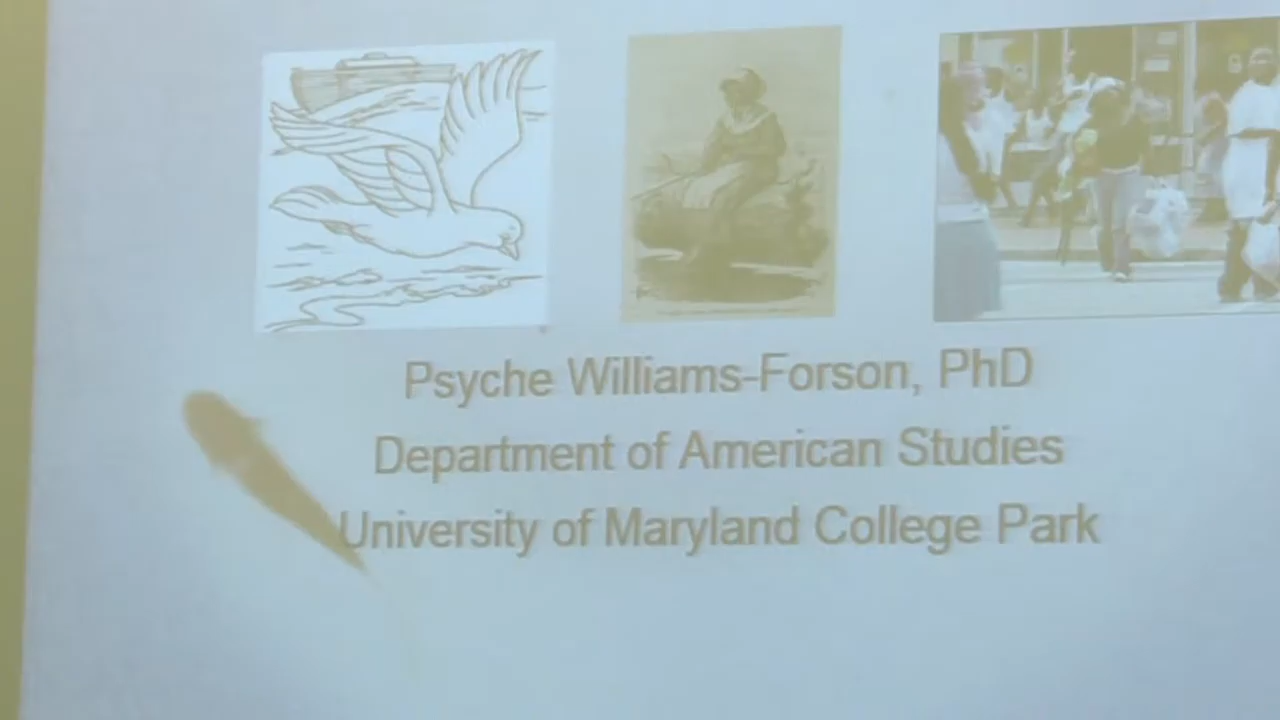 Psyche Williams-Forson, PhD
Department of American Studies
University of Maryland College Park